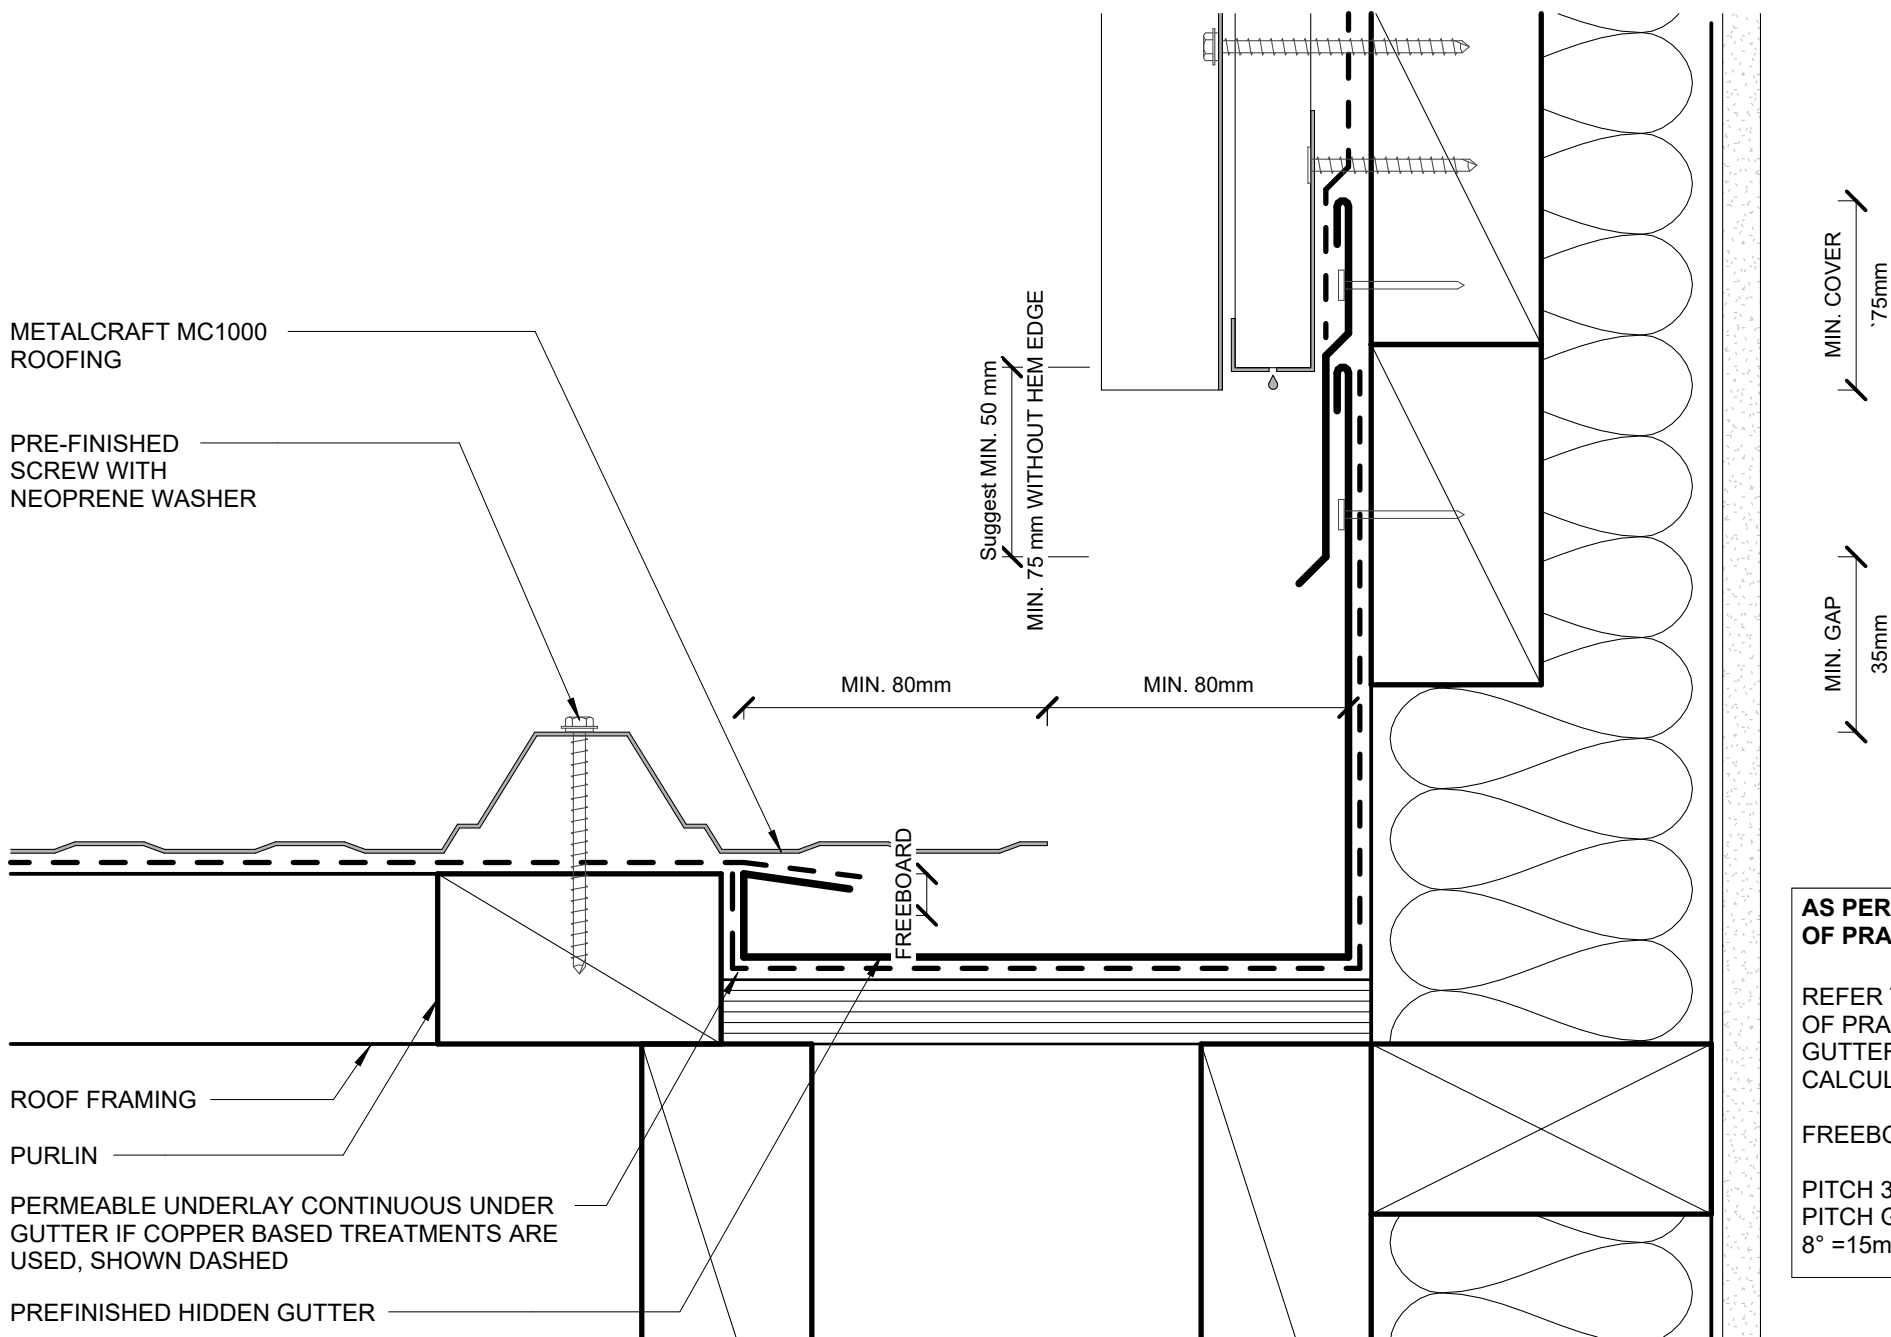 METALCRAFT MC1000
ROOFING
PRE-FINISHED
SCREW WITH
NEOPRENE WASHER
Suggest MIN. 50 mm
MIN. 75 mm WITHOUT HEM EDGE
MIN. COVER
`75mm
MIN. GAP
35mm
MIN. 80mm
MIN. 80mm
FREEBOARD
ROOF FRAMING
PURLIN
PERMEABLE UNDERLAY CONTINUOUS UNDER
GUTTER IF COPPER BASED TREATMENTS ARE
USED, SHOWN DASHED
PREFINISHED HIDDEN GUTTER
AS PER
OF PRA
REFER
OF PRA
GUTTER
CALCUL
FREEBO
PITCH 3
PITCH G
8° =15m